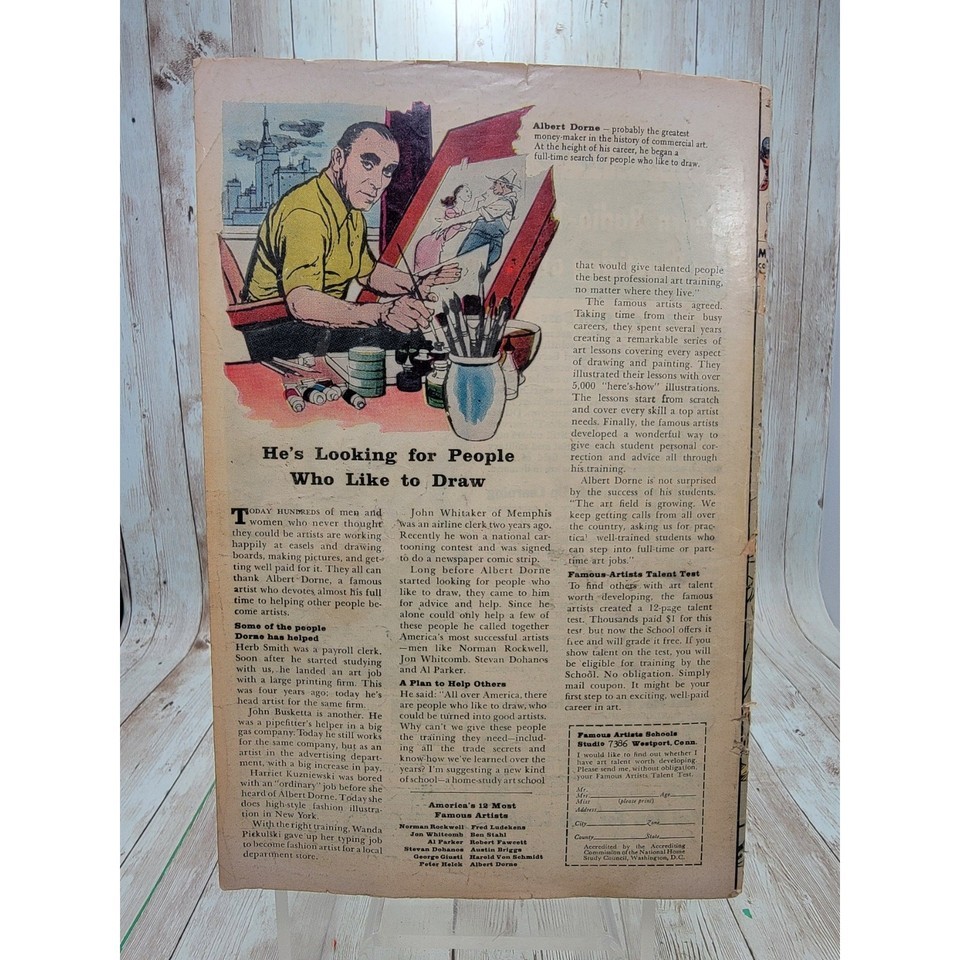 Albert Dorne – probably the greatest
money-maker in the history of commercial art.
At the height of his career, he began a
full-time search for people who like to draw.
He's Looking for People
Who Like to Draw
TODAY HUNDREDS of men and
women who never thought
they could be artists are working
happily at easels and drawing
boards, making pictures, and get-
ting well paid for it. They all can
thank Albert Dorne, a famous
artist who devotes almost his full
time to helping other people be-
come artists.
Some of the people
Dorne has helped
Herb Smith was a payroll clerk.
Soon after he started studying
with us, he landed an art job
with a large printing firm. This
was four years ago; today he's
head artist for the same firm.
John Busketta is another. He
was a pipefitter's helper in a big
gas company. Today he still works
for the same company, but as an
artist in the advertising depart-
ment, with a big increase in pay.
Harriet Kuzniewski was bored
with an "ordinary" job before she
heard of Albert Dorne. Today she
does high-style fashion illustra-
tion in New York.
With the right training, Wanda
Pickulski gave up her typing job
to become fashion artist for a local
department store.
John Whitaker of Memphis
was an airline clerk two years ago.
Recently he won a national car-
tooning contest and was signed
to do a newspaper comic strip.
Long before Albert Dorne
started looking for people who
like to draw, they came to him
for advice and help. Since he
alone could only help a few of
these people he called together
America's most successful artists
—men like Norman Rockwell,
Jon Whitcomb, Stevan Dohanos
and Al Parker.
A Plan to Help Others
He said: "All over America, there
are people who like to draw, who
could be turned into good artists.
Why can't we give these people
the training they need—includ-
ing all the trade secrets and
know-how we've learned over the
years? I'm suggesting a new kind
of school—a home-study art school
America's 12 Most
Famous Artists
Norman Rockwell Fred Ludekens
Jon Whitcomb Ben Stahl
Al Parker Robert Fawcett
Stevan Dohanos Austin Briggs
George Giusti Harold Von Schmidt
Peter Helck Albert Dorne
that would give talented people
the best professional art training,
no matter where they live."
The famous artists agreed.
Taking time from their busy
careers, they spent several years
creating a remarkable series of
art lessons covering every aspect
of drawing and painting. They
illustrated their lessons with over
5,000 "here's-how" illustrations.
The lessons start from scratch
and cover every skill a top artist
needs. Finally, the famous artists
developed a wonderful way to
give each student personal cor-
rection and advice all through
his training.
Albert Dorne is not surprised
by the success of his students.
"The art field is growing. We
keep getting calls from all over
the country, asking us for prac-
tical well-trained students who
can step into full-time or part-
time art jobs."
Famous Artists Talent Test
To find others with art talent
worth developing, the famous
artists created a 12-page talent
test. Thousands paid $1 for this
test but now the School offers it
free and will grade it free. If you
show talent on the test, you will
be eligible for training by the
School. No obligation. Simply
mail coupon. It might be your
first step to an exciting, well-paid
career in art.
Famous Artists Schools
Studio 7386 Westport, Conn.
I would like to find out whether I
have art talent worth developing.
Please send me, without obligation,
your Famous Artists Talent Test.
Mr.
Mrs. Age
Miss (please print)
Address
City Zone
County State
Accredited by the Accrediting
Commission of the National Home
Study Council, Washington, D.C.